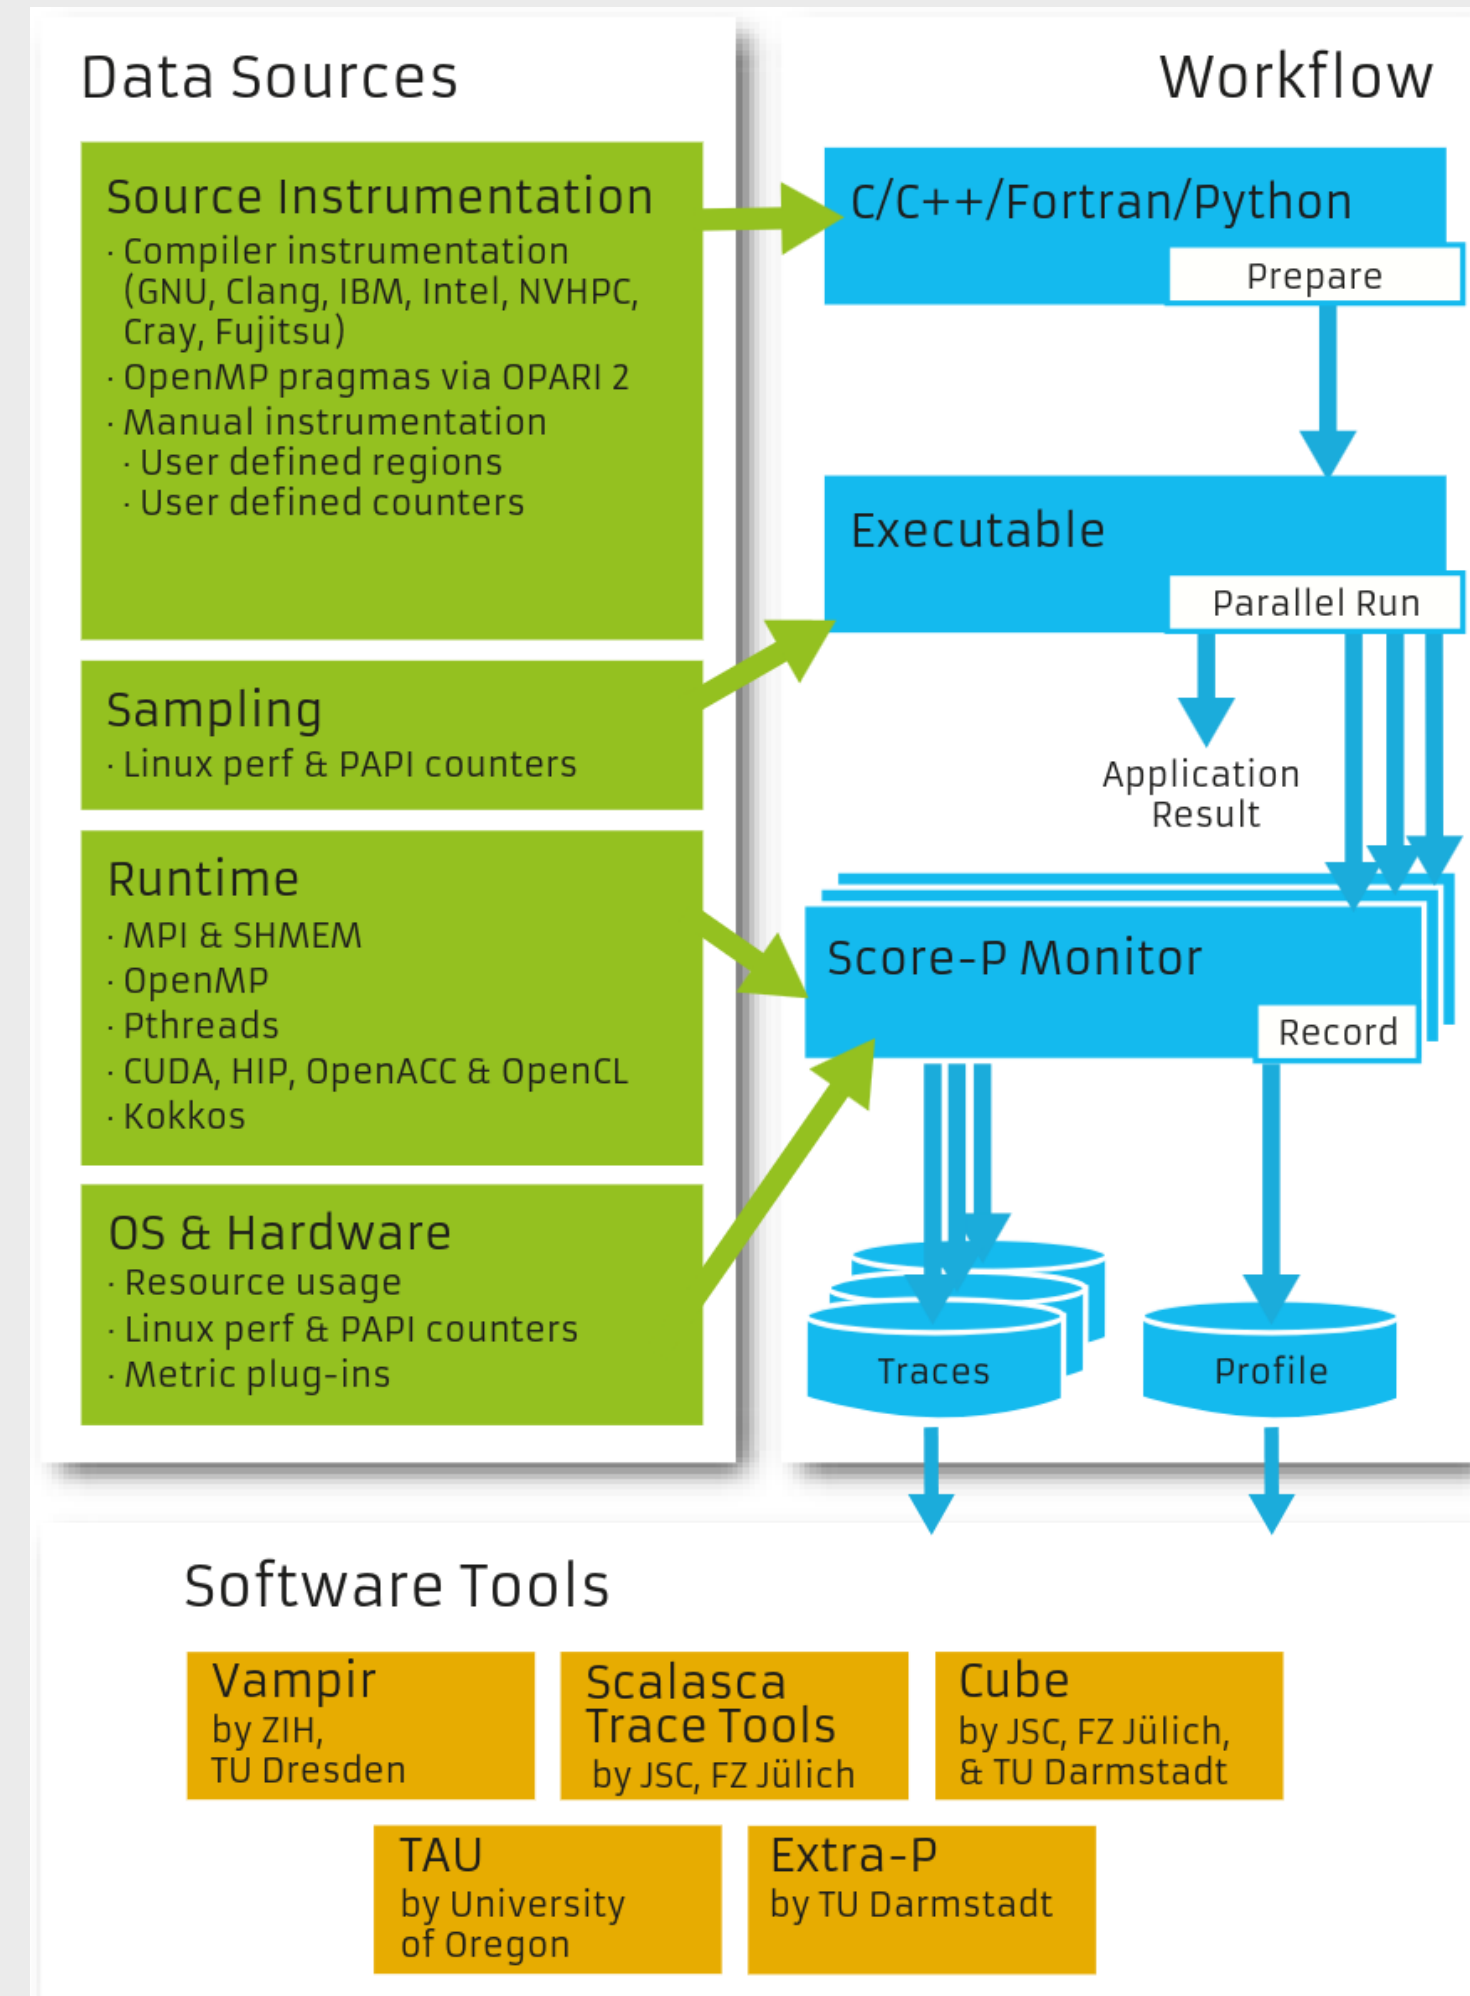 Data Sources
Source Instrumentation
· Compiler instrumentation
(GNU, Clang, IBM, Intel, NVHPC,
Cray, Fujitsu)
· OpenMP pragmas via OPARI 2
· Manual instrumentation
· User defined regions
· User defined counters
Sampling
· Linux perf & PAPI counters
Runtime
· MPI & SHMEM
· OpenMP
· Pthreads
· CUDA, HIP, OpenACC & OpenCL
· Kokkos
OS & Hardware
· Resource usage
· Linux perf & PAPI counters
· Metric plug-ins
Workflow
C/C++/Fortran/Python
Prepare
Executable
Parallel Run
Application
Result
Score-P Monitor
Record
Traces
Profile
Software Tools
Vampir
by ZIH,
TU Dresden
Scalasca
Trace Tools
by JSC, FZ Jülich
Cube
by JSC, FZ Jülich,
& TU Darmstadt
TAU
by University
of Oregon
Extra-P
by TU Darmstadt